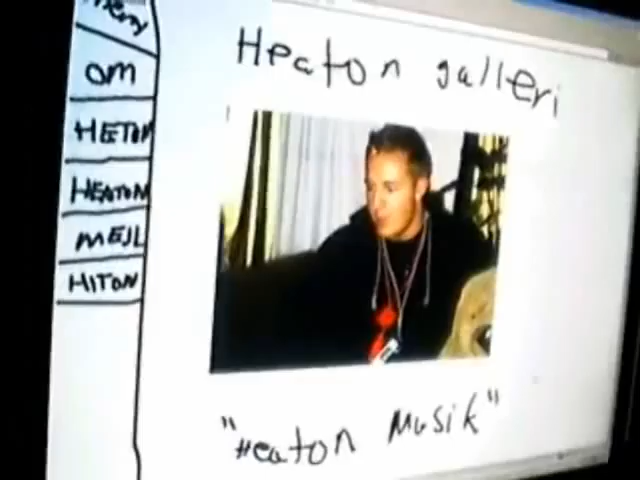 om
HETON
HEATON
MEJL
HITON
Heaton gallEri
"Heaton Musik"